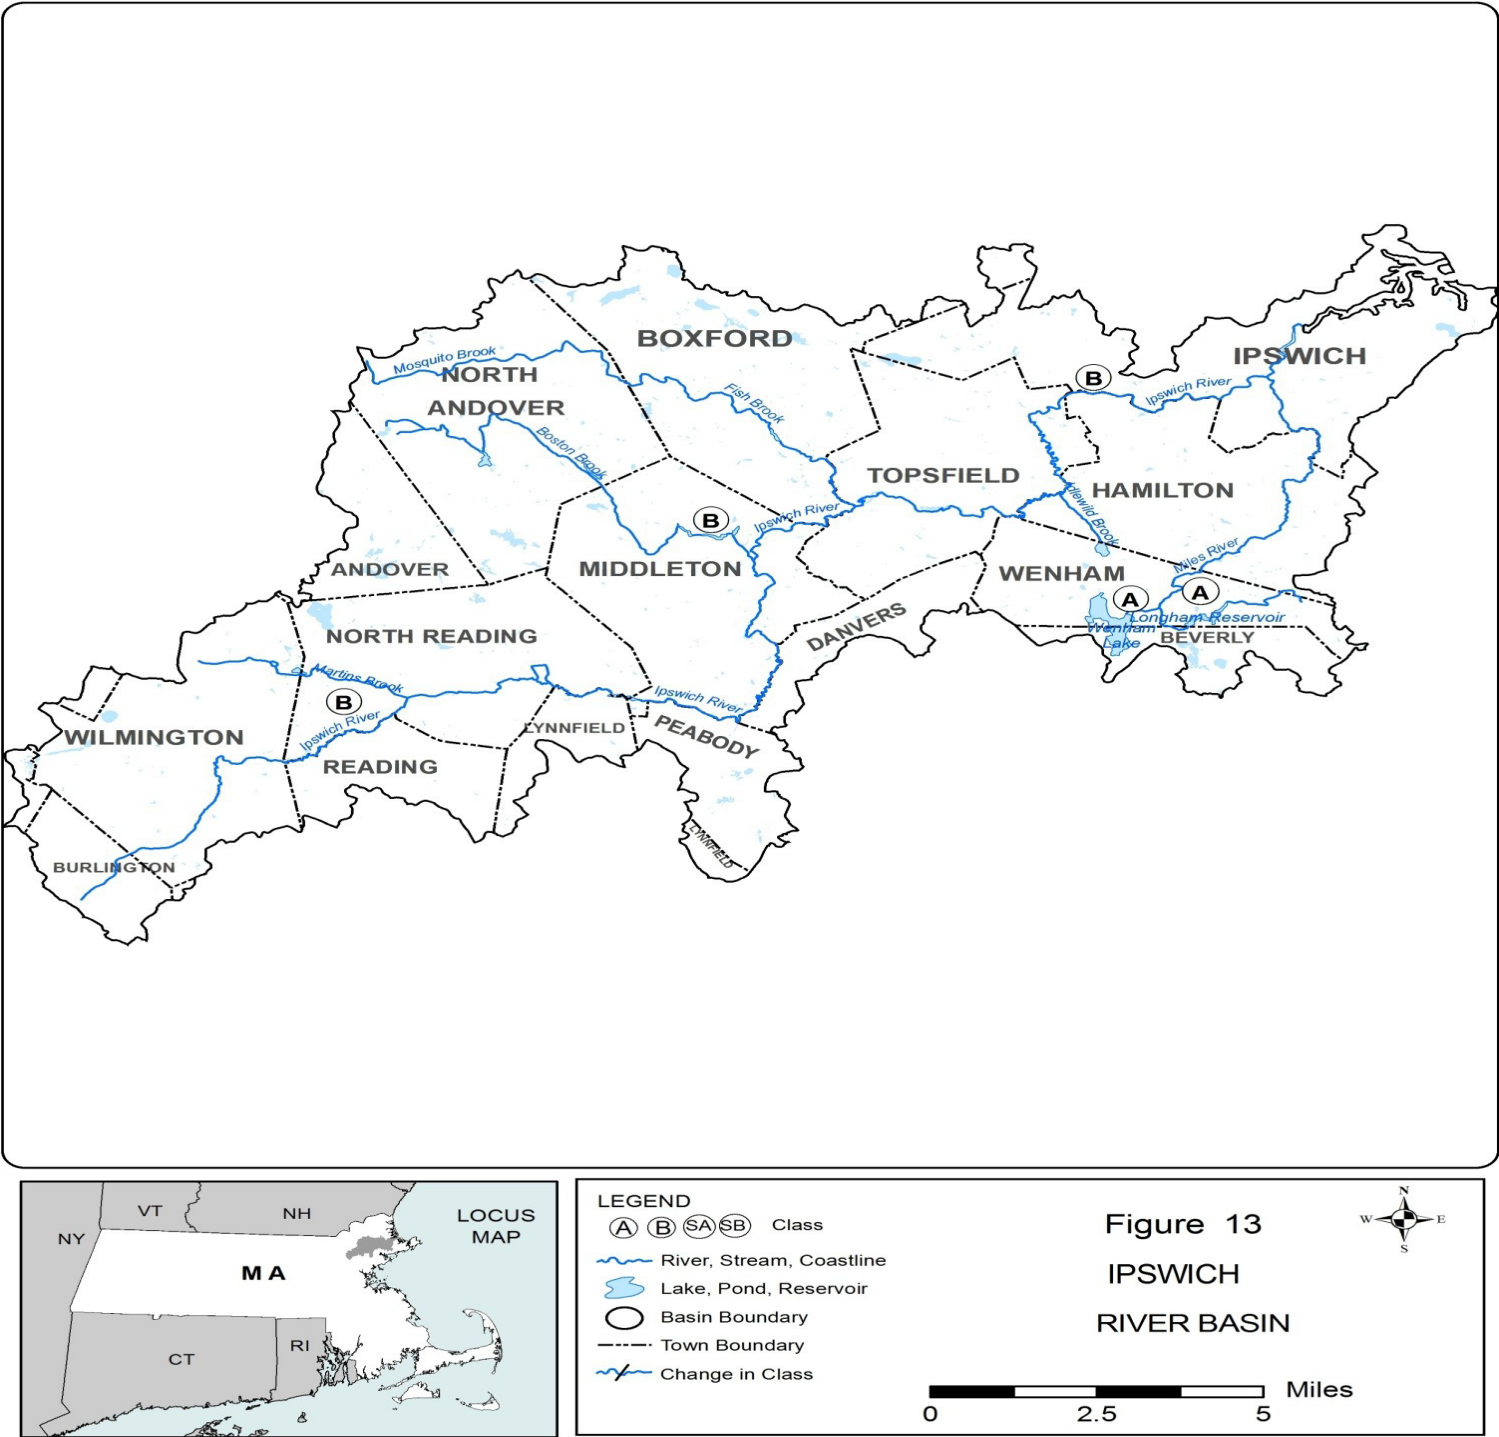 BOXFORD
IPSWICH
Mosquito Brook
NORTH
ANDOVER
Fish Brook
B
Ipswich River
Boston Brook
TOPSFIELD
HAMILTON
Idlewild Brook
B
Ipswich River
MIDDLETON
ANDOVER
WENHAM
Miles River
A
A
Longham Reservoir
Wenham
Lake
BEVERLY
DANVERS
NORTH READING
Martins Brook
B
Ipswich River
Ipswich River
LYNNFIELD
PEABODY
WILMINGTON
READING
LYNNFIELD
BURLINGTON
NY
VT
NH
LOCUS
MAP
MA
CT
RI
LEGEND
A B SA SB Class
River, Stream, Coastline
Lake, Pond, Reservoir
Basin Boundary
Town Boundary
Change in Class
Figure 13
IPSWICH
RIVER BASIN
N
W E
S
Miles
0 2.5 5